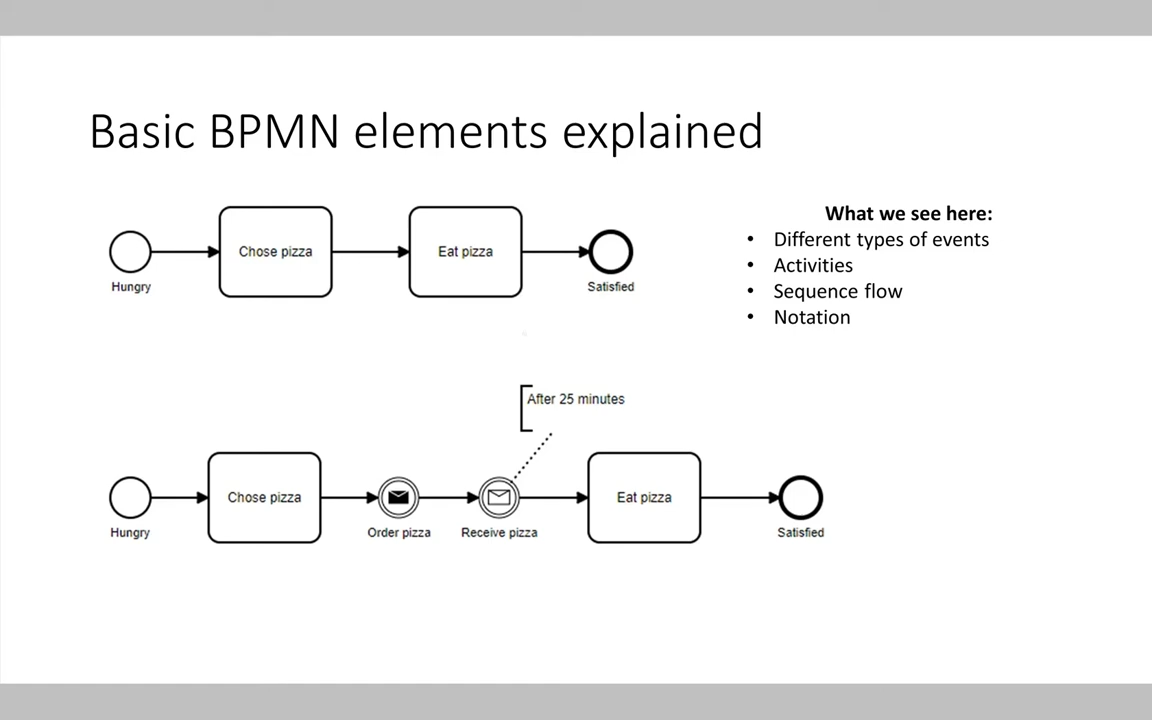 Basic BPMN elements explained
Chose pizza
Eat pizza
Hungry
Satisfied
What we see here:
• Different types of events
• Activities
• Sequence flow
• Notation
After 25 minutes
Chose pizza
Eat pizza
Hungry
Order pizza
Receive pizza
Satisfied